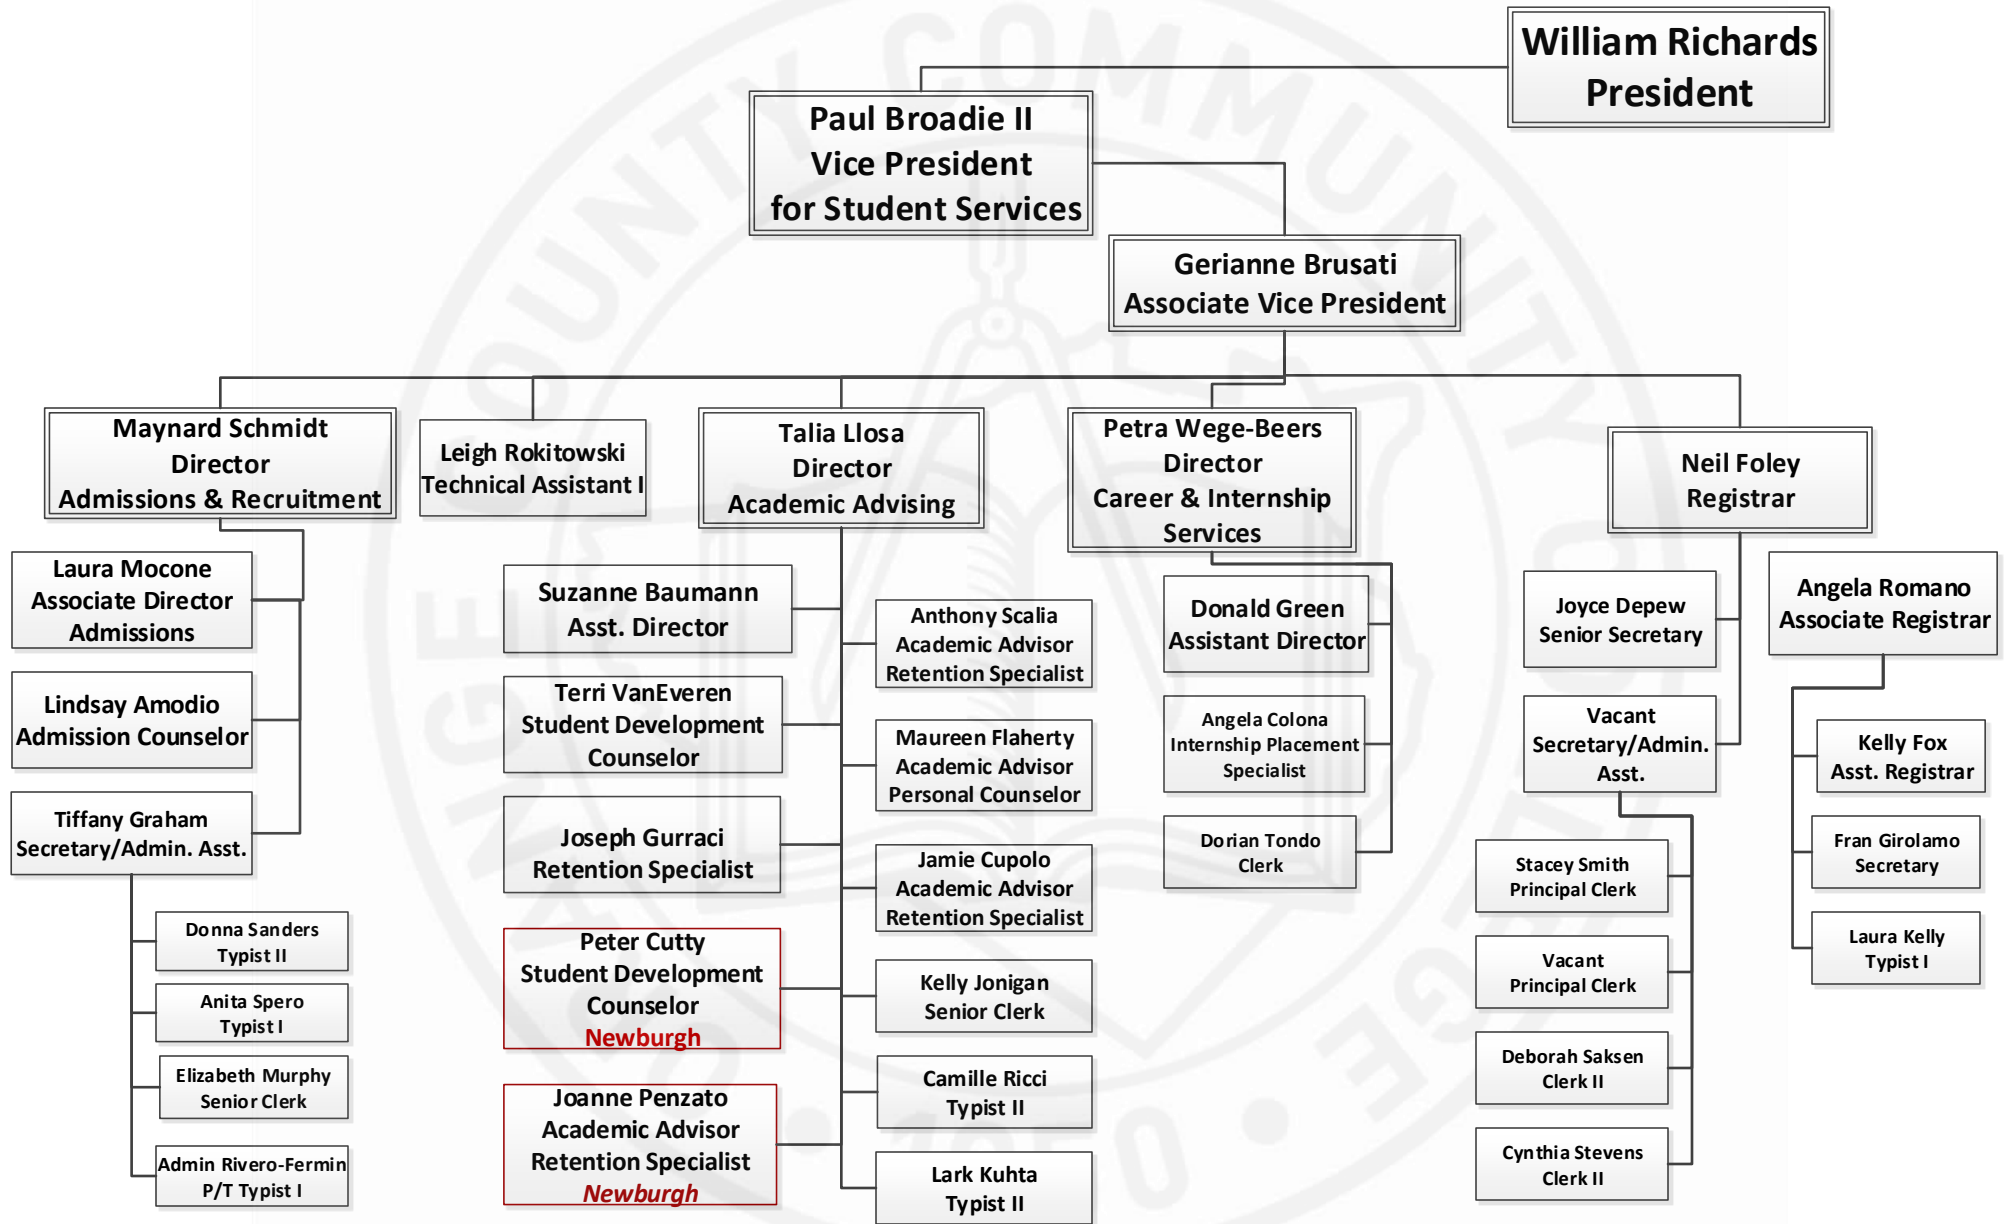 William Richards
President
Paul Broadie II
Vice President
for Student Services
Gerianne Brusati
Associate Vice President
Maynard Schmidt
Director
Admissions & Recruitment
Leigh Rokitowski
Technical Assistant I
Talia Llosa
Director
Academic Advising
Petra Wege-Beers
Director
Career & Internship
Services
Neil Foley
Registrar
Laura Mocone
Associate Director
Admissions
Lindsay Amodio
Admission Counselor
Tiffany Graham
Secretary/Admin. Asst.
Donna Sanders
Typist II
Anita Spero
Typist I
Elizabeth Murphy
Senior Clerk
Admin Rivero-Fermin
P/T Typist I
Suzanne Baumann
Asst. Director
Terri VanEveren
Student Development
Counselor
Joseph Gurraci
Retention Specialist
Peter Cutty
Student Development
Counselor
Newburgh
Joanne Penzato
Academic Advisor
Retention Specialist
Newburgh
Anthony Scalia
Academic Advisor
Retention Specialist
Maureen Flaherty
Academic Advisor
Personal Counselor
Jamie Cupolo
Academic Advisor
Retention Specialist
Kelly Jonigan
Senior Clerk
Camille Ricci
Typist II
Lark Kuhta
Typist II
Donald Green
Assistant Director
Angela Colona
Internship Placement
Specialist
Dorian Tondo
Clerk
Joyce Depew
Senior Secretary
Vacant
Secretary/Admin.
Asst.
Stacey Smith
Principal Clerk
Vacant
Principal Clerk
Deborah Saksen
Clerk II
Cynthia Stevens
Clerk II
Angela Romano
Associate Registrar
Kelly Fox
Asst. Registrar
Fran Girolamo
Secretary
Laura Kelly
Typist I
ORANGE COUNTY COMMUNITY COLLEGE
1950